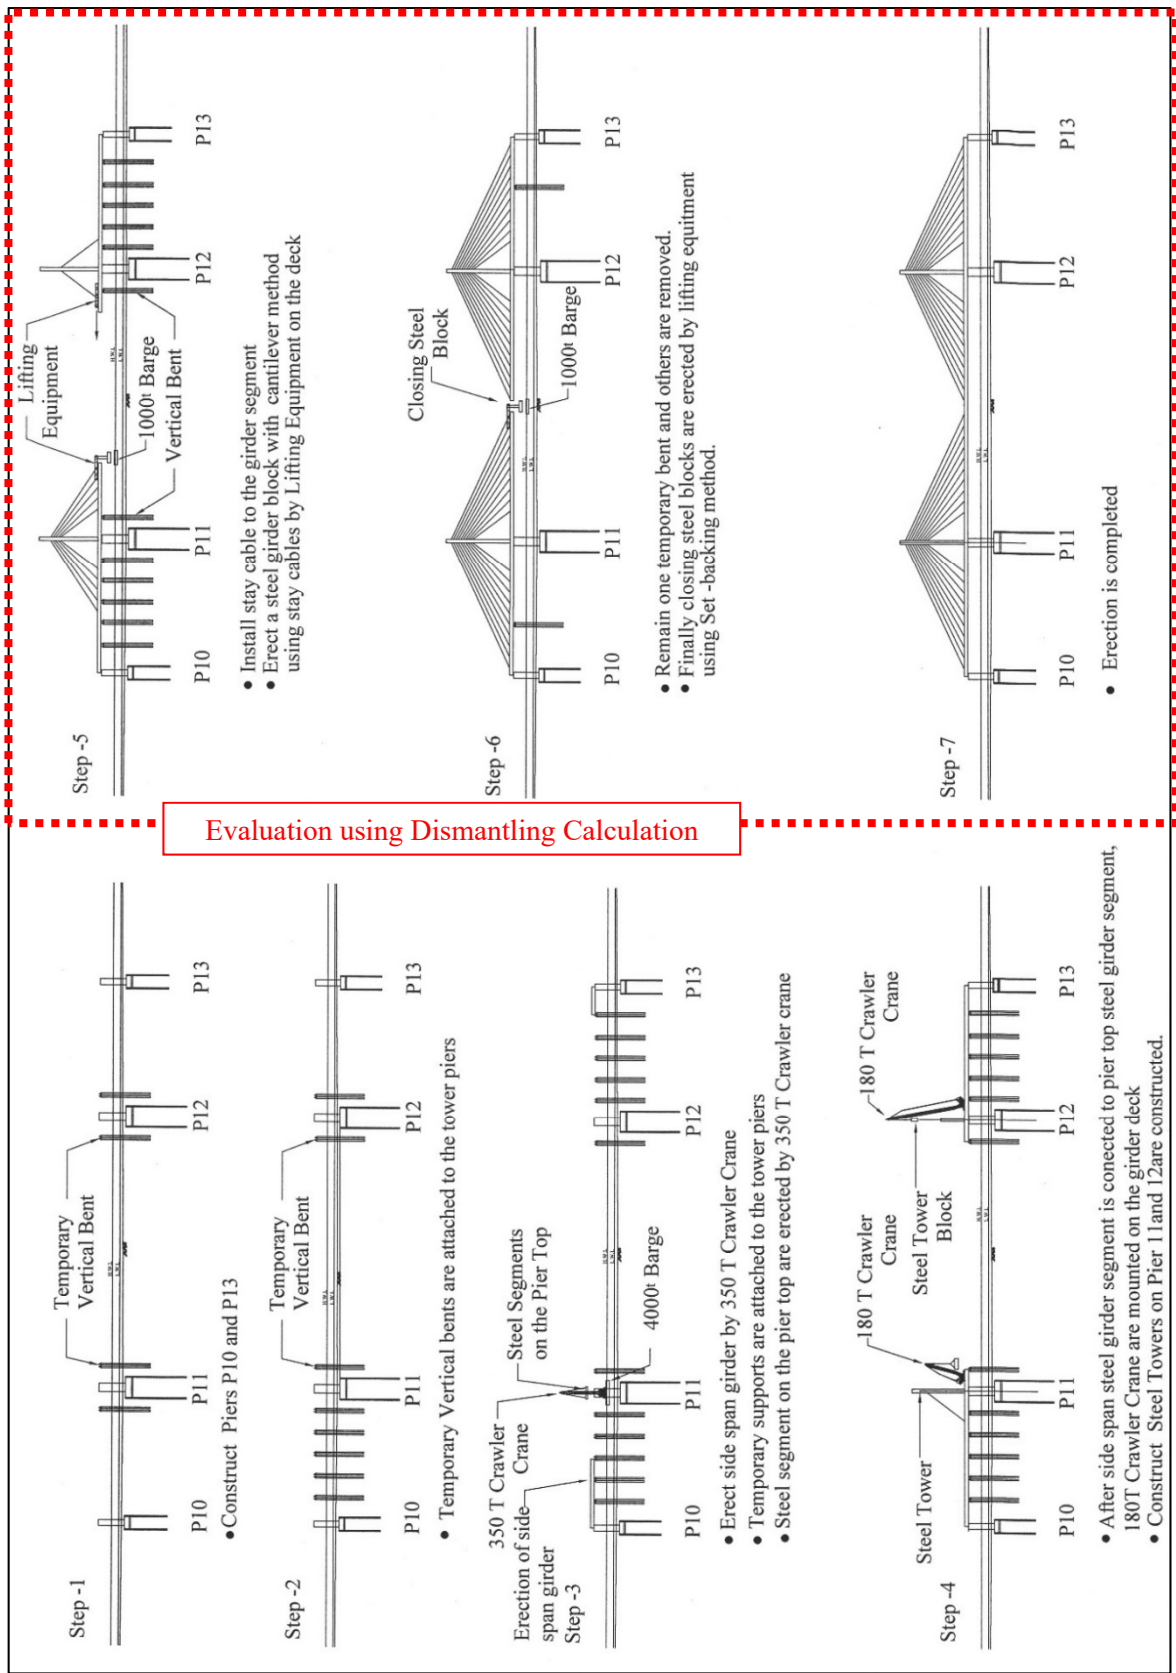 Step -1
Temporary
Vertical Bent
P10
P11
P12
P13
•Construct Piers P10 and P13
Step -2
Temporary
Vertical Bent
P10
P11
P12
P13
• Temporary Vertical bents are attached to the tower piers
350 T Crawler
Crane
Steel Segments
on the Pier Top
Erection of side
span girder
Step -3
4000t Barge
P10
P11
P12
P13
• Erect side span girder by 350 T Crawler Crane
• Temporary supports are attached to the tower piers
• Steel segment on the pier top are erected by 350 T Crawler crane
Step -4
Steel Tower
180 T Crawler
Crane
Steel Tower
Block
180 T Crawler
Crane
P10
P11
P12
P13
• After side span steel girder segment is conected to pier top steel girder segment,
180T Crawler Crane are mounted on the girder deck
• Construct Steel Towers on Pier 11and 12are constructed.
Evaluation using Dismantling Calculation
Step -5
Lifting
Equipment
1000t Barge
Vertical Bent
P10
P11
P12
P13
• Install stay cable to the girder segment
• Erect a steel girder block with cantilever method
using stay cables by Lifting Equipment on the deck
Step -6
Closing Steel
Block
1000t Barge
P10
P11
P12
P13
• Remain one temporary bent and others are removed.
• Finally closing steel blocks are erected by lifting equitment
using Set -backing method.
Step -7
P10
P11
P12
P13
• Erection is completed